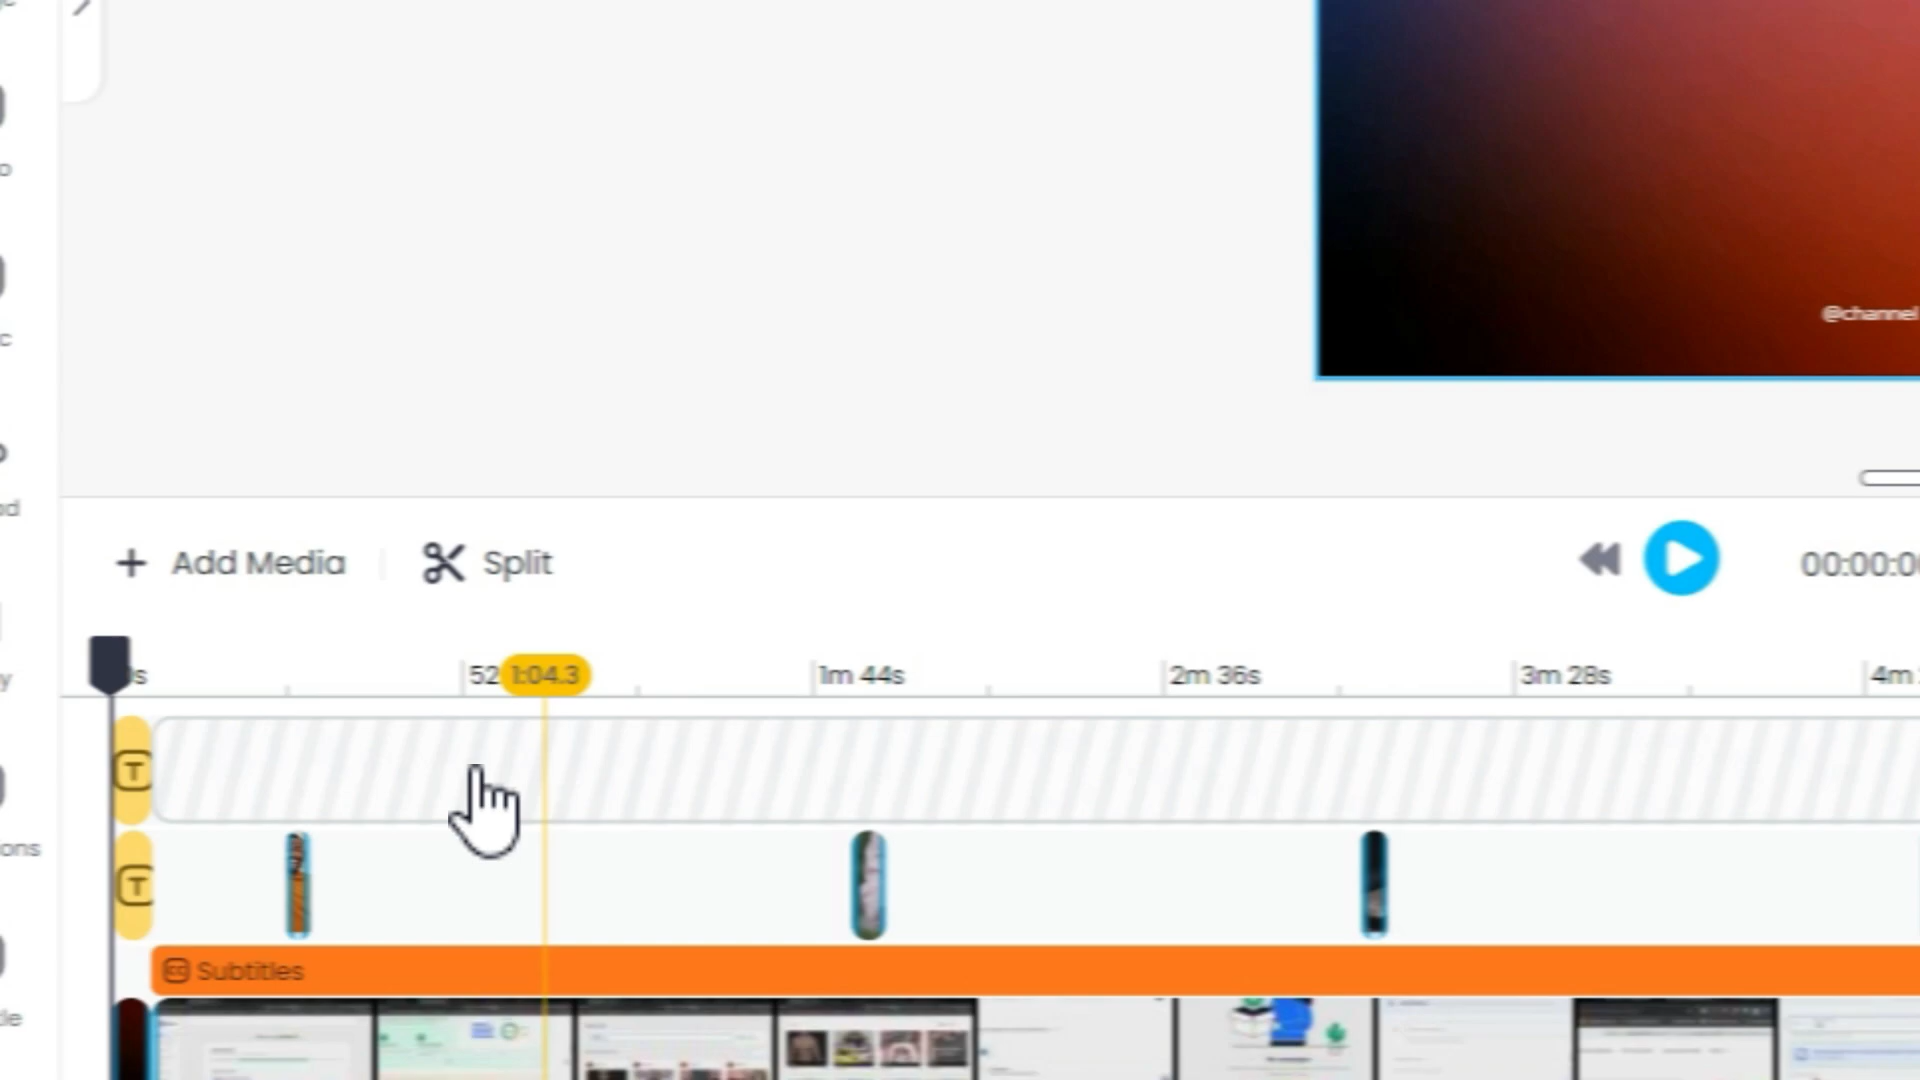 @channel
Add Media
Split
00:00:0
0s
52
1:04.3
1m 44s
2m 36s
3m 28s
4m
T
T
Subtitles